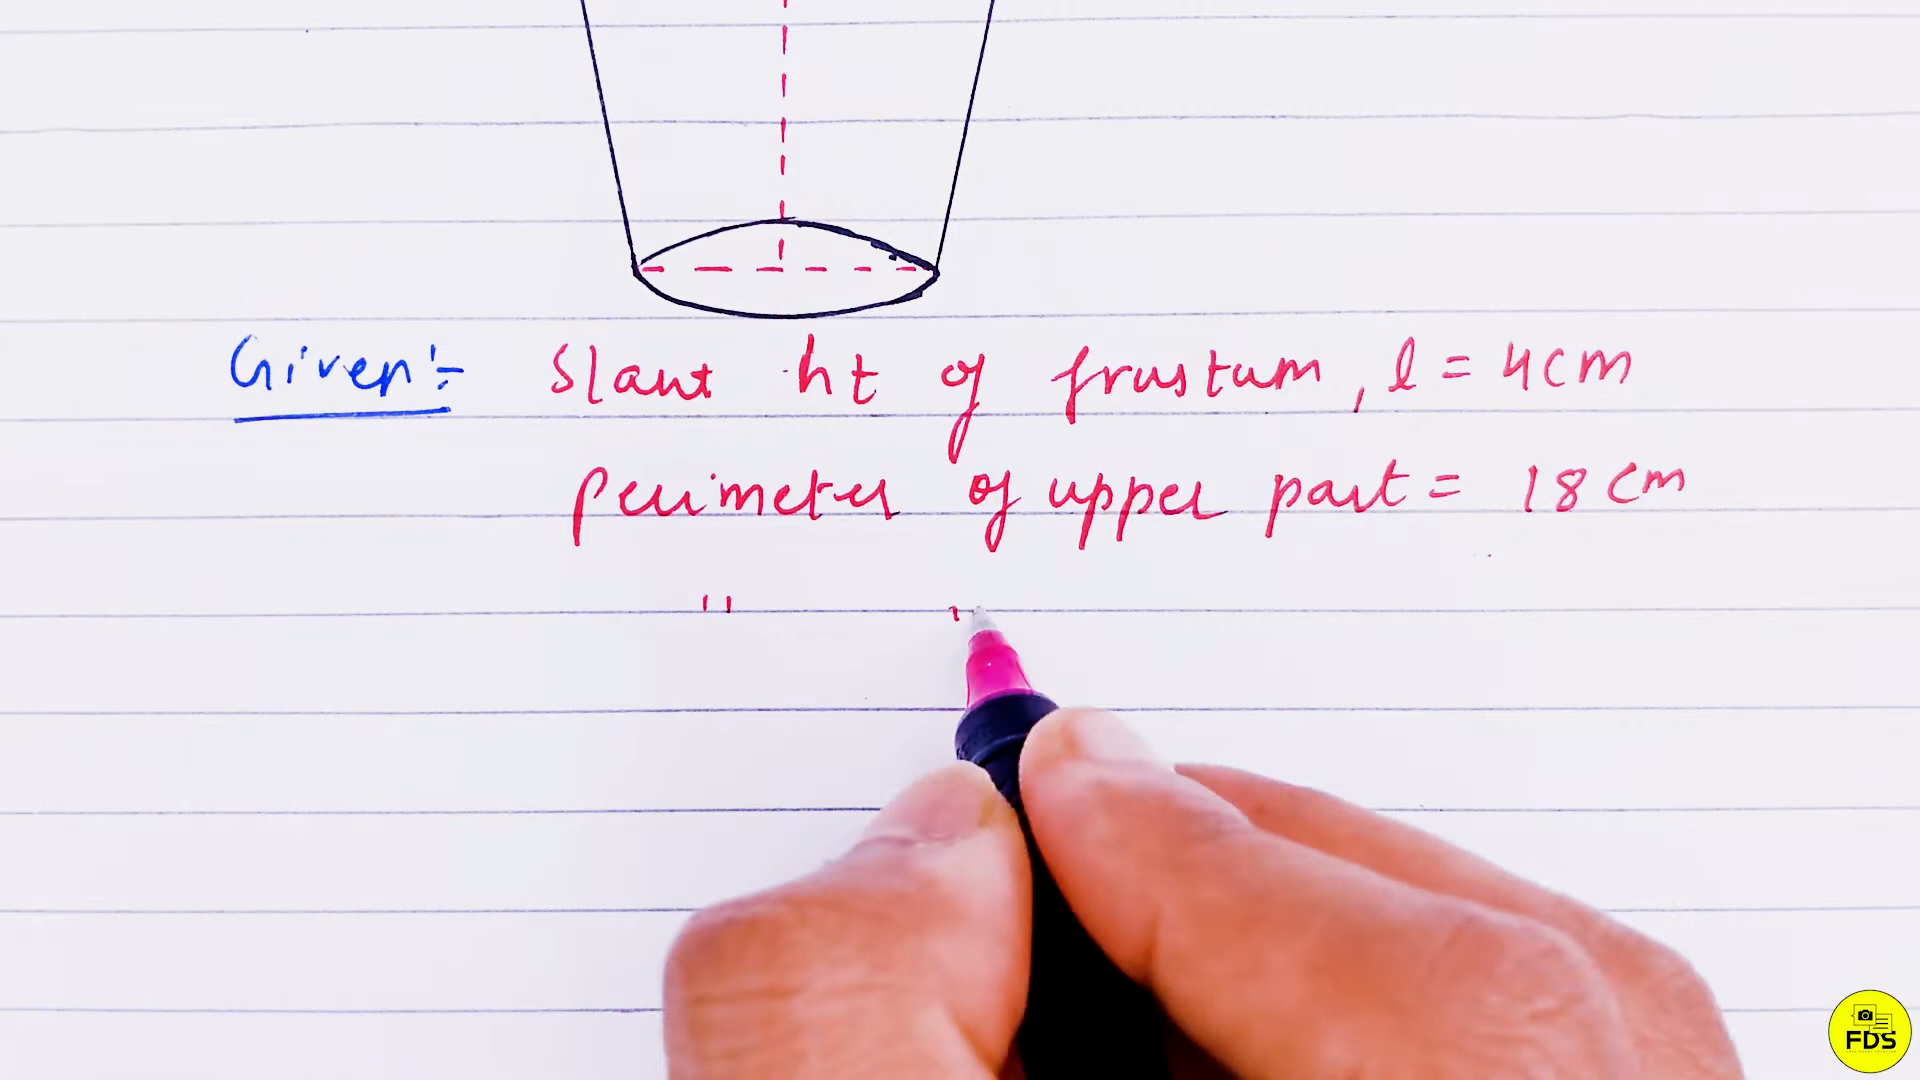 Given:- Slant ht of frustum, l = 4cm
perimeter of upper part = 18 cm
" "
FDS